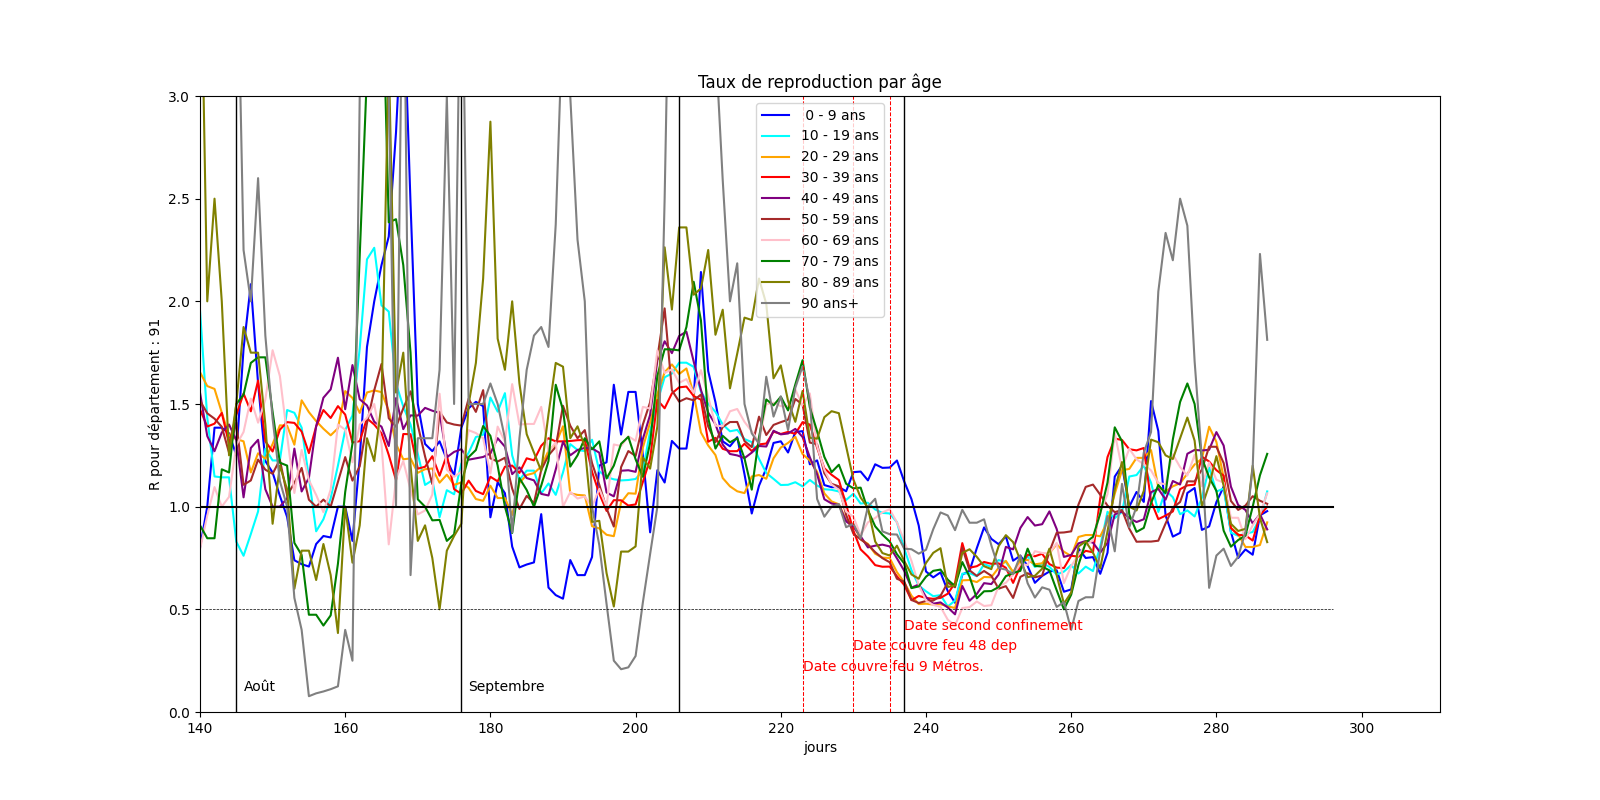 Taux de reproduction par âge
R pour département : 91
3.0
2.5
2.0
1.5
1.0
0.5
0.0
0 - 9 ans
10 - 19 ans
20 - 29 ans
30 - 39 ans
40 - 49 ans
50 - 59 ans
60 - 69 ans
70 - 79 ans
80 - 89 ans
90 ans+
Date second confinement
Date couvre feu 48 dep
Date couvre feu 9 Métros.
Août
Septembre
140 160 180 200 220 240 260 280 300
jours